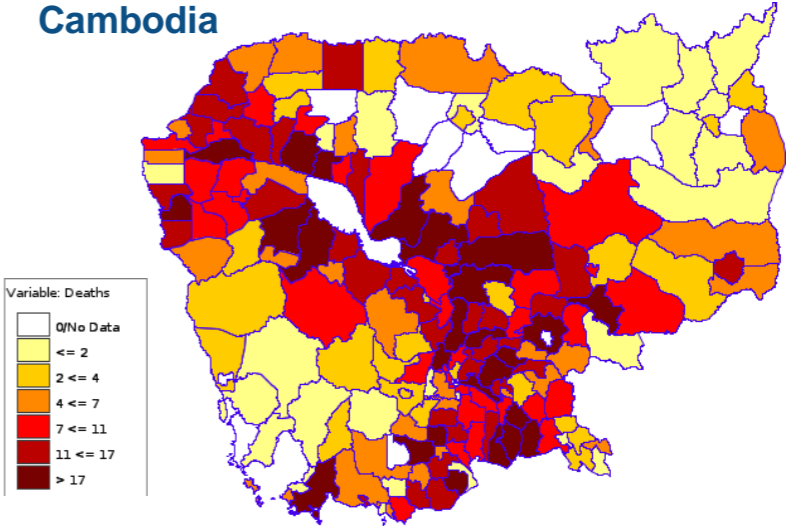 Cambodia
Variable: Deaths
0/No Data
<= 2
2 <= 4
4 <= 7
7 <= 11
11 <= 17
> 17